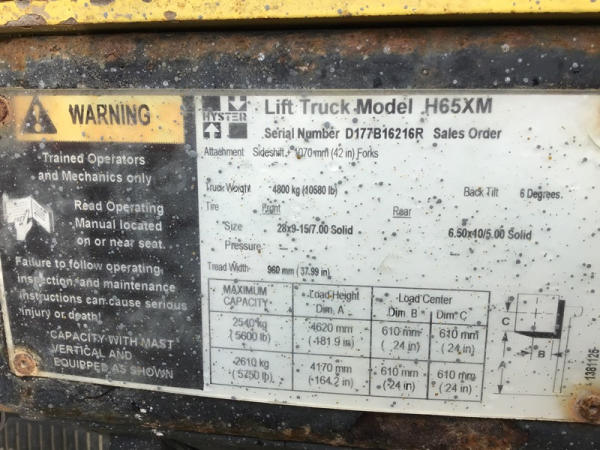 WARNING
Trained Operators
and Mechanics only
Read Operating
Manual located
on or near seat.
Failure to follow operating
inspection and maintenance
instructions can cause serious
injury or death!
CAPACITY WITH MAST
VERTICAL AND
EQUIPPED AS SHOWN
HYSTER
Lift Truck Model H65XM
Serial Number D177B16216R Sales Order
Attachment Sideshift + 1070 mm (42 in) Forks
Truck Weight 4800 kg (10580 lb) Back Tilt 6 Degrees
Tire Front Rear
Size 28x9-15/7.00 Solid 6.50x10/5.00 Solid
Pressure --- ---
Tread Width 960 mm (37.99 in)
MAXIMUM CAPACITY Load Height Dim. A Load Center Dim B Dim C
2540 kg (5600 lb) 4620 mm (181.9 in) 610 mm (24 in) 610 mm (24 in)
2610 kg (5750 lb) 4170 mm (164.2 in) 610 mm (24 in) 610 mm (24 in)
C
B
A
1381125